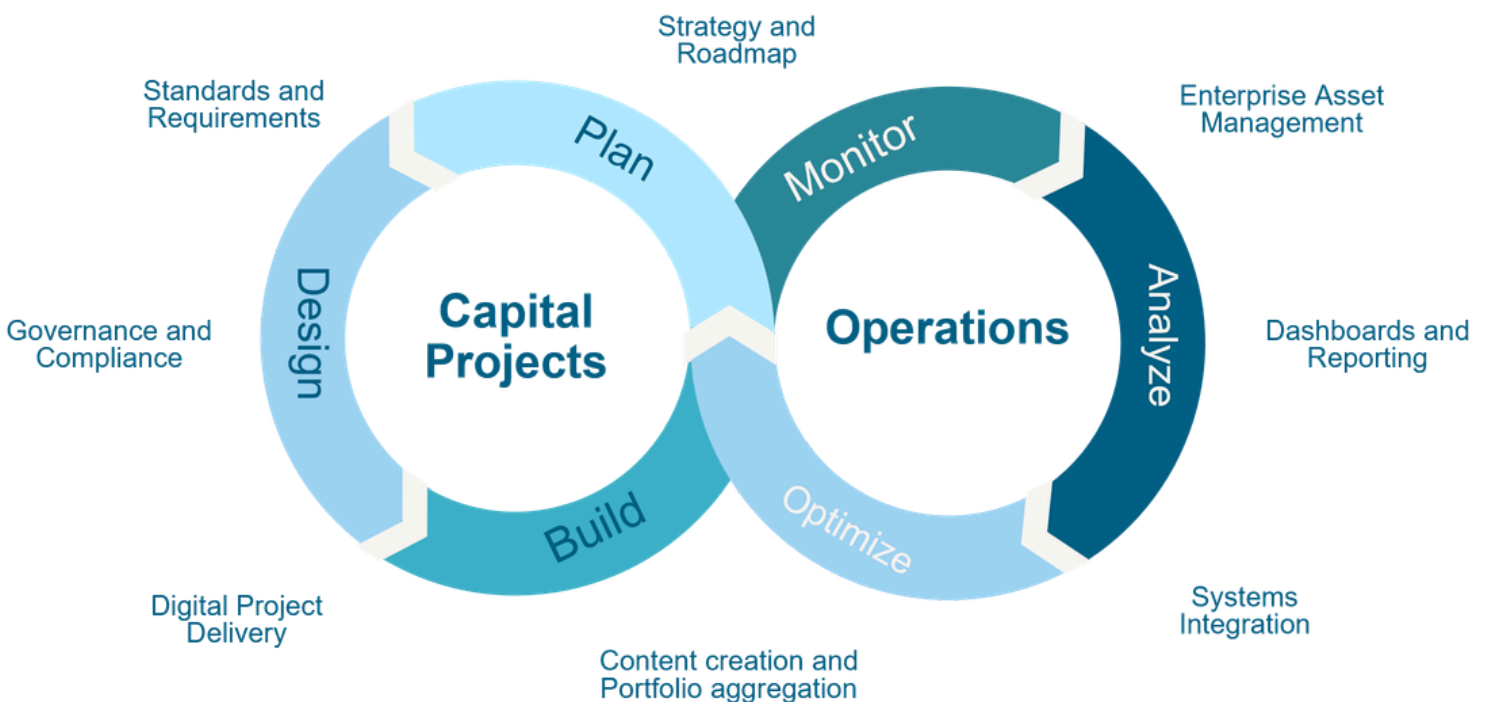 Strategy and
Roadmap
Standards and
Requirements
Enterprise Asset
Management
Plan
Monitor
Design
Capital
Projects
Operations
Analyze
Governance and
Compliance
Dashboards and
Reporting
Build
Optimize
Digital Project
Delivery
Systems
Integration
Content creation and
Portfolio aggregation